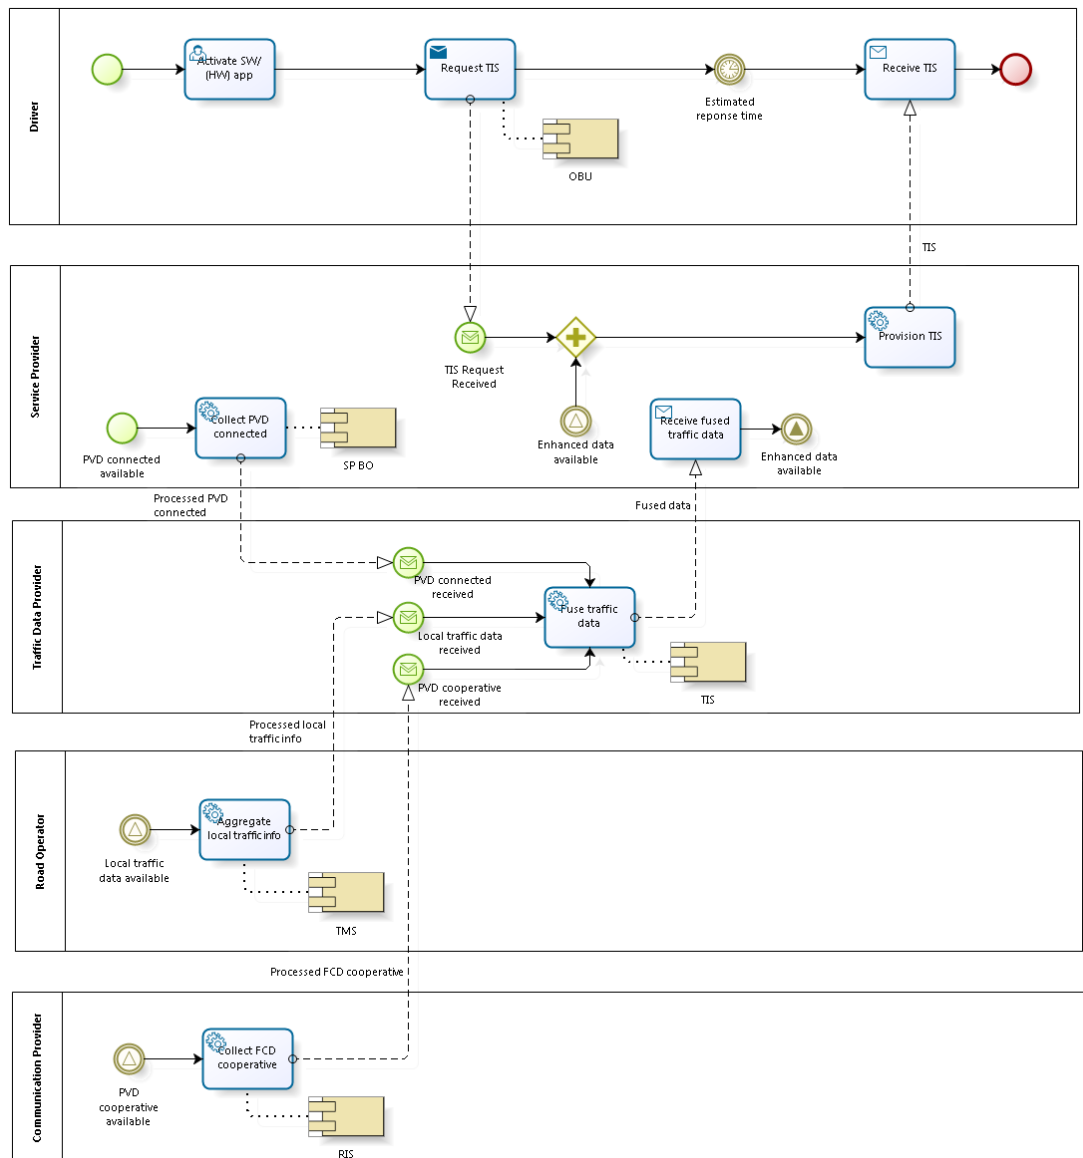 Driver
Activate SW/
(HW) app
Request TIS
Estimated
reponse time
Receive TIS
OBU
TIS
Service Provider
TIS Request
Received
Provision TIS
PVD connected
available
Collect PVD
connected
SP BO
Enhanced data
available
Receive fused
traffic data
Enhanced data
available
Processed PVD
connected
Fused data
Traffic Data Provider
PVD connected
received
Local traffic data
received
PVD cooperative
received
Fuse traffic
data
TIS
Processed local
traffic info
Road Operator
Local traffic
data available
Aggregate
local traffic info
TMS
Processed FCD cooperative
Communication Provider
PVD
cooperative
available
Collect FCD
cooperative
RIS